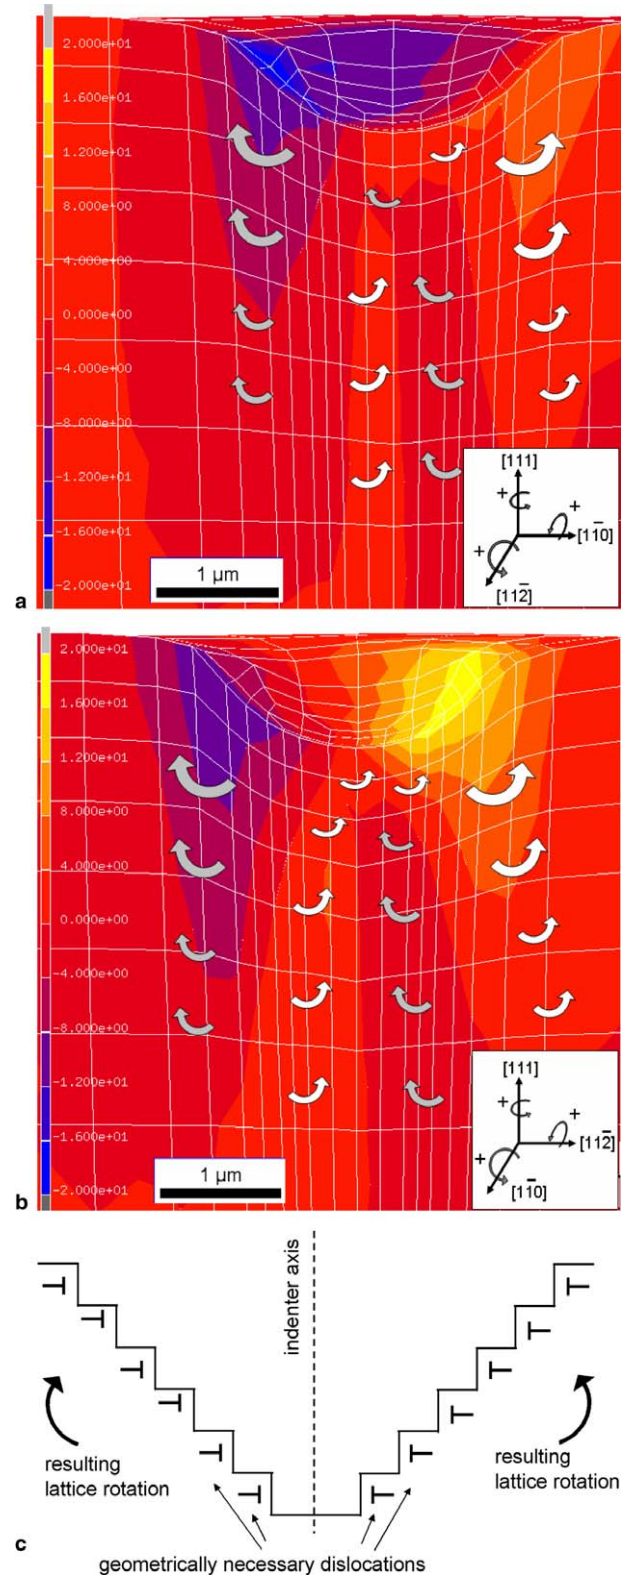 2.000e+01
1.600e+01
1.200e+01
8.000e+00
4.000e+00
0.000e+00
-4.000e+00
-8.000e+00
-1.200e+01
-1.600e+01
-2.000e+01
1 µm
[111]
+
+
[11̄0]
+
[112̄]
a
2.000e+01
1.600e+01
1.200e+01
8.000e+00
4.000e+00
0.000e+00
-4.000e+00
-8.000e+00
-1.200e+01
-1.600e+01
-2.000e+01
1 µm
[111]
+
+
[112̄]
+
[11̄0]
b
indenter axis
resulting
lattice rotation
resulting
lattice rotation
c
geometrically necessary dislocations